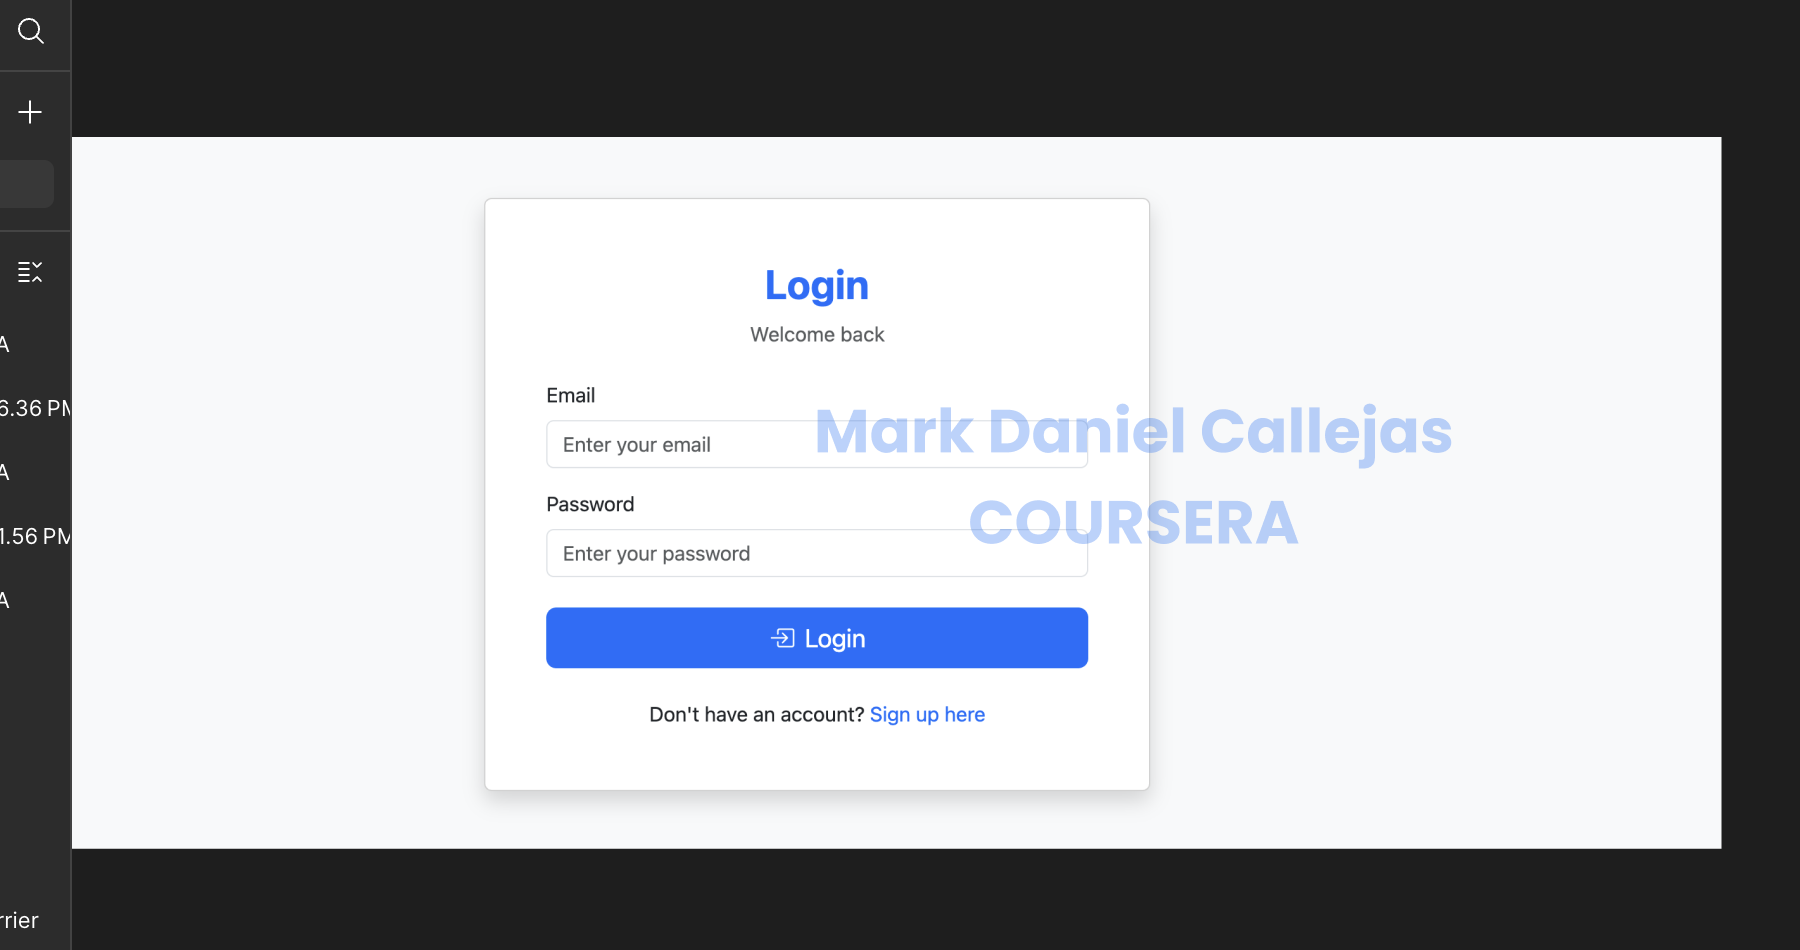 A
6.36 PM
A
1.56 PM
A
rrier
Login
Welcome back
Email
Enter your email
Mark Daniel Callejas
Password
COURSERA
Enter your password
Login
Don't have an account? Sign up here